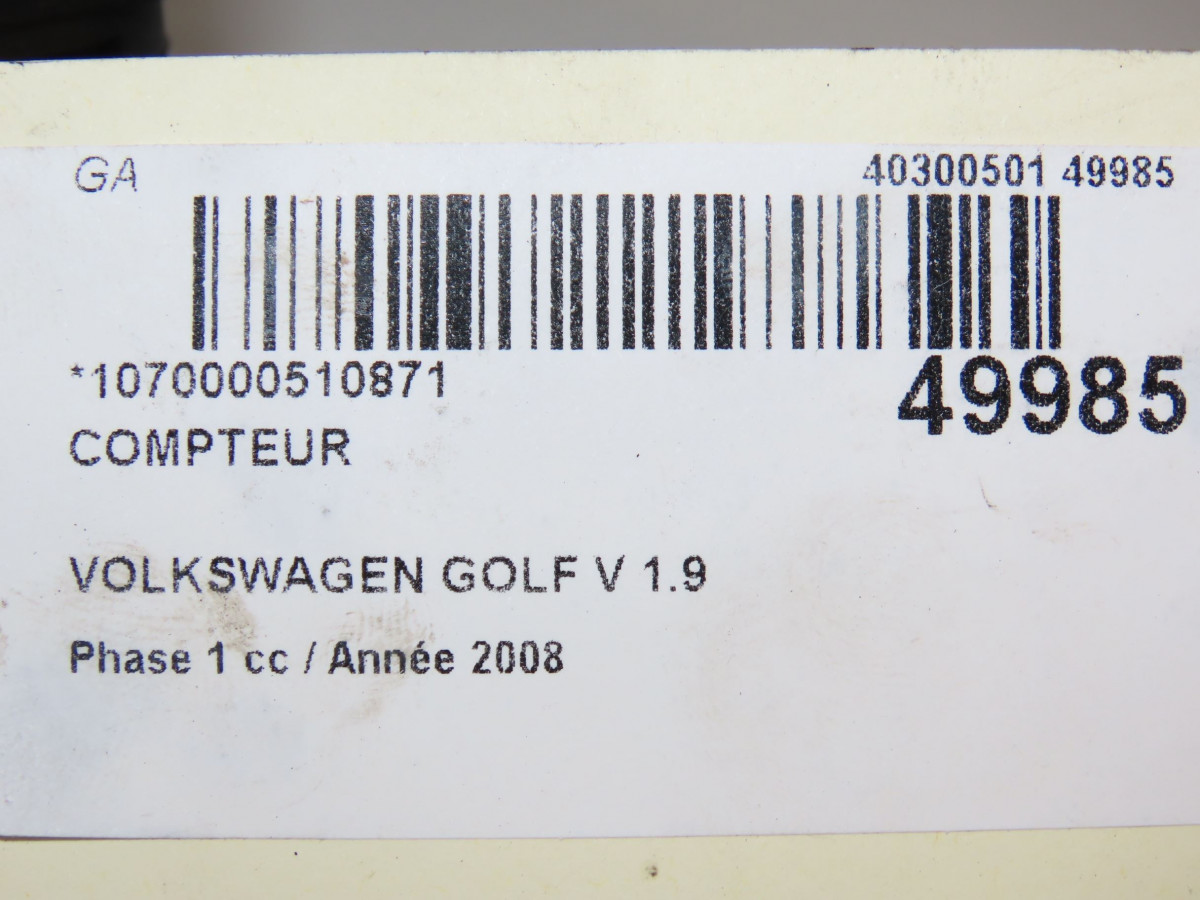 GA 40300501 49985
*1070000510871
49985
COMPTEUR
VOLKSWAGEN GOLF V 1.9
Phase 1 cc / Année 2008